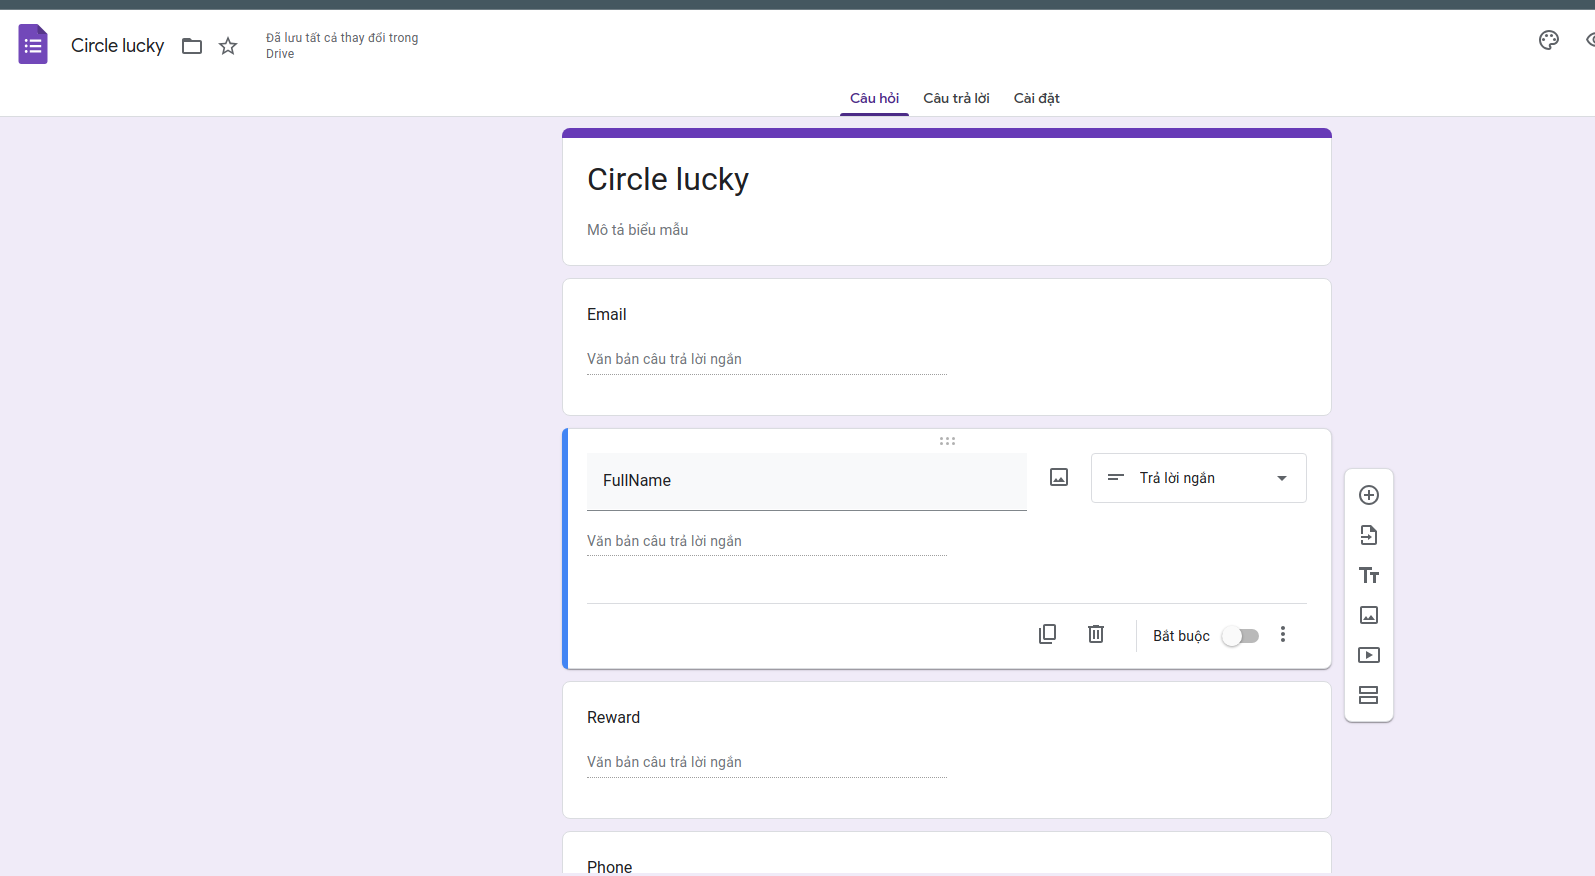 Circle lucky
Đã lưu tất cả thay đổi trong
Drive
Câu hỏi Câu trả lời Cài đặt
Circle lucky
Mô tả biểu mẫu
Email
Văn bản câu trả lời ngắn
FullName
Trả lời ngắn
Văn bản câu trả lời ngắn
Bắt buộc
Reward
Văn bản câu trả lời ngắn
Phone